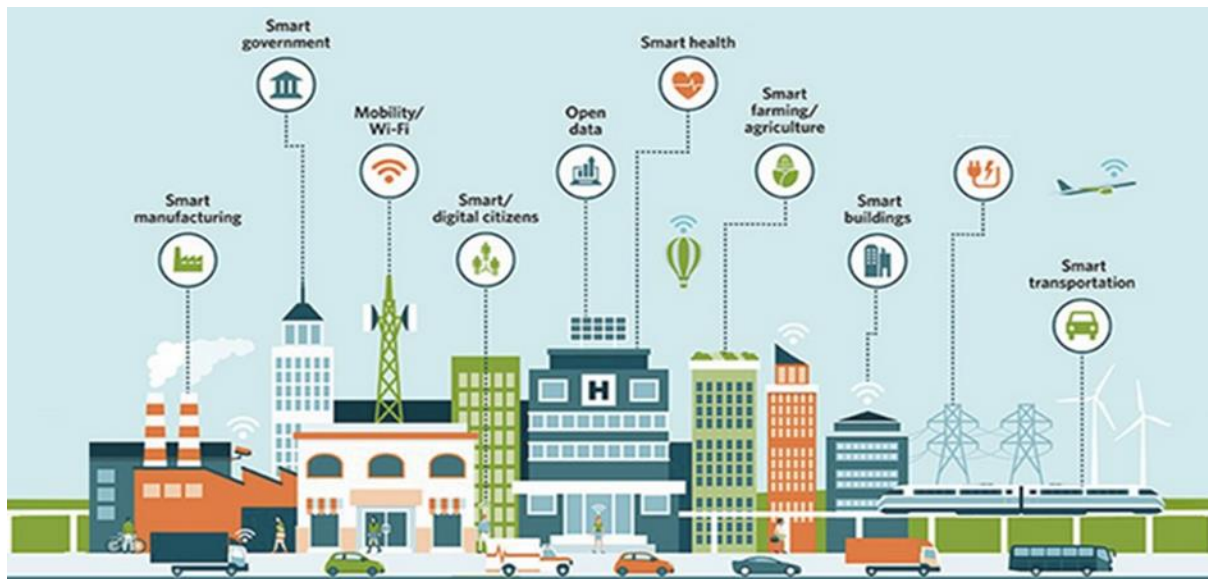 Smart
government
Smart health
Mobility/
Wi-Fi
Open
data
Smart
farming/
agriculture
Smart
manufacturing
Smart/
digital citizens
Smart
buildings
Smart
transportation
H